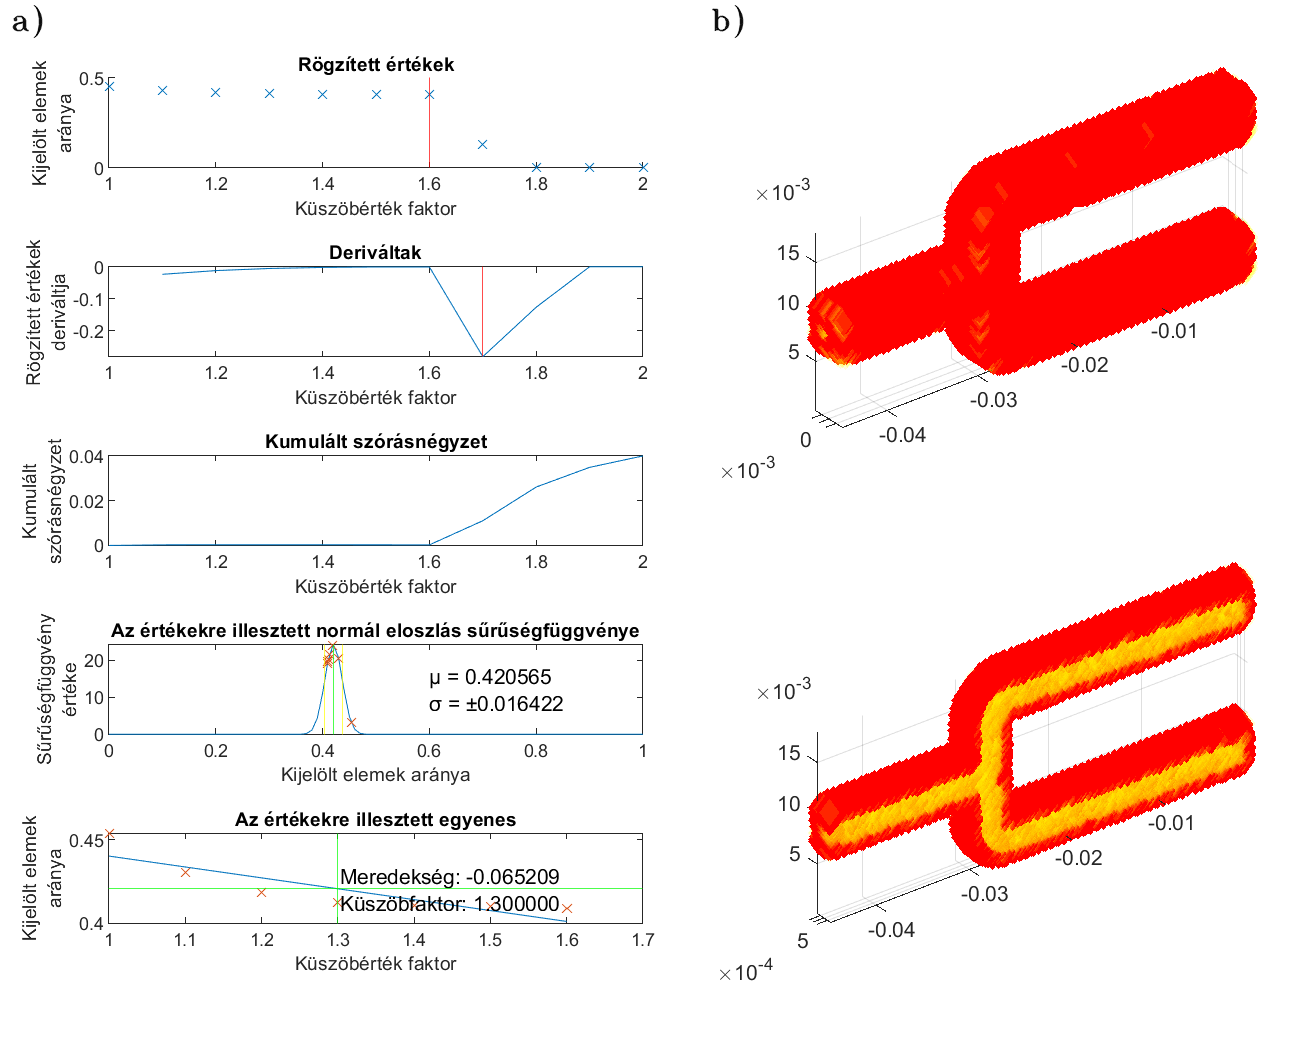 a)
Rögzített értékek
Kijelölt elemek
aránya
0.5
0
1
1.2
1.4
1.6
1.8
2
Küszöbérték faktor
Deriváltak
Rögzített értékek
deriváltja
0
-0.1
-0.2
1
1.2
1.4
1.6
1.8
2
Küszöbérték faktor
Kumulált szórásnégyzet
Kumulált
szórásnégyzet
0.04
0.02
0
1
1.2
1.4
1.6
1.8
2
Küszöbérték faktor
Az értékekre illesztett normál eloszlás sűrűségfüggvénye
Sűrűségfüggvény
értéke
20
10
0
μ = 0.420565
σ = ±0.016422
0
0.2
0.4
0.6
0.8
1
Kijelölt elemek aránya
Az értékekre illesztett egyenes
Kijelölt elemek
aránya
0.45
0.4
Meredekség: -0.065209
Küszöbfaktor: 1.300000
1
1.1
1.2
1.3
1.4
1.5
1.6
1.7
Küszöbérték faktor
b)
×10-3
15
10
5
0
-0.04
-0.03
-0.02
-0.01
×10-3
×10-3
15
10
5
5
-0.04
-0.03
-0.02
-0.01
×10-4